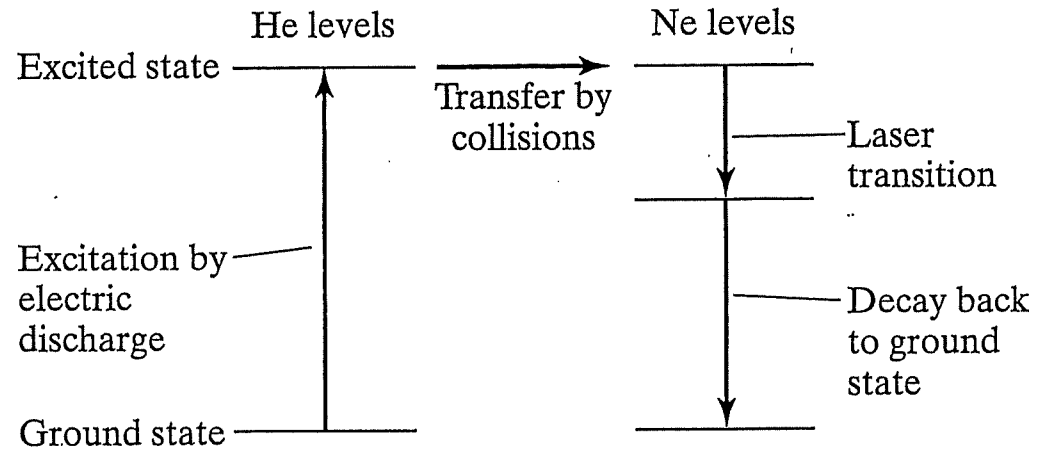 He levels
Ne levels
Excited state
Transfer by
collisions
Laser
transition
Excitation by
electric
discharge
Decay back
to ground
state
Ground state